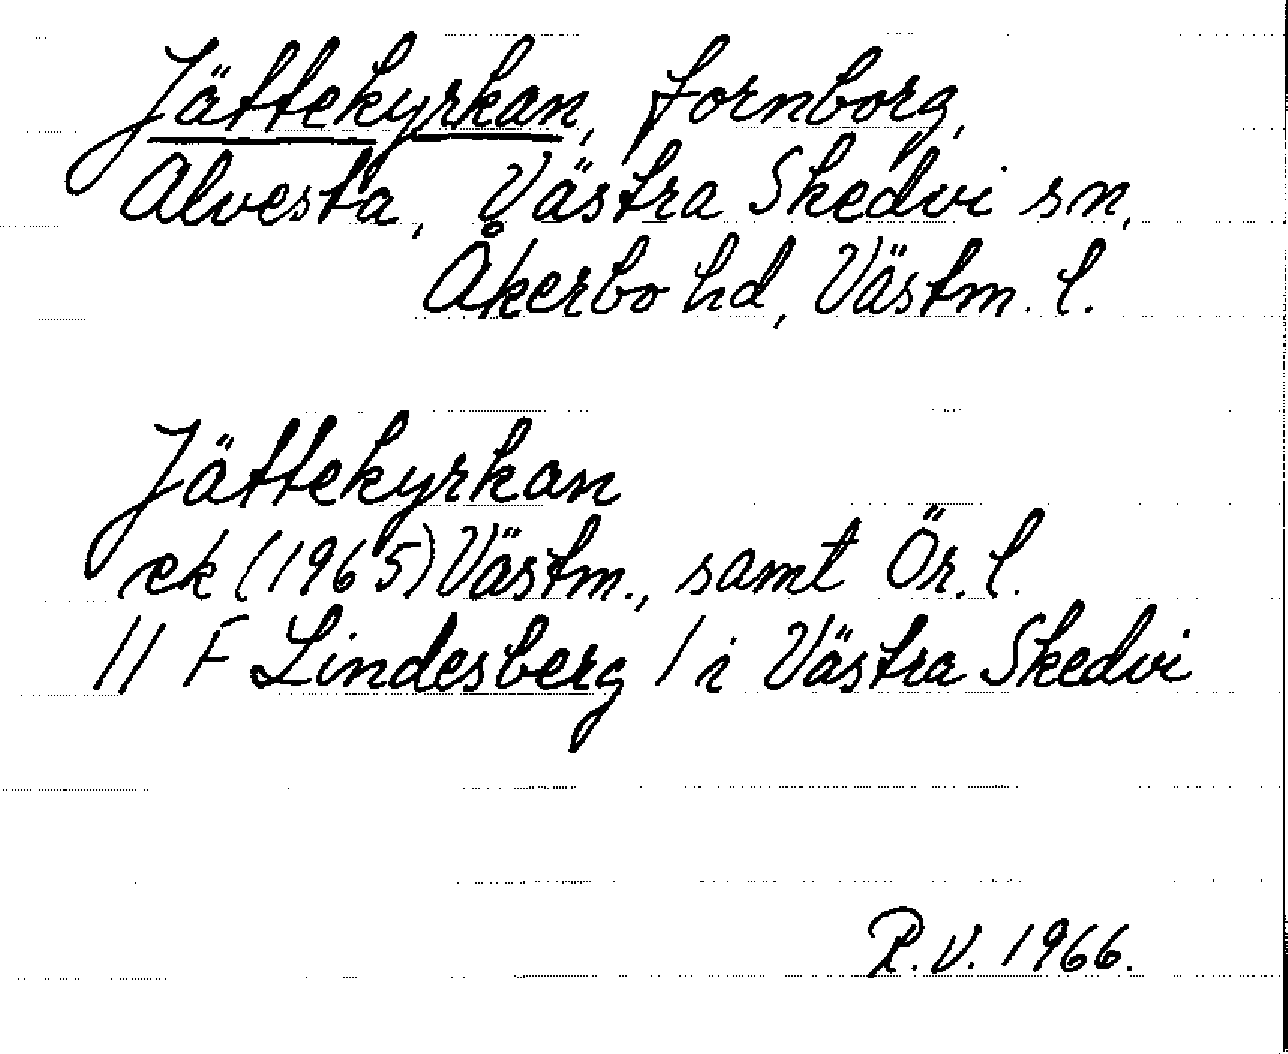 Jättekyrkan, fornborg,
Alvesta, Västra Skedvi sn,
Åkerbo hd, Västm. l.
Jättekyrkan
ek (1965) Västm., samt Ör. l.
11 F Lindesberg / i Västra Skedvi
R.V. 1966.